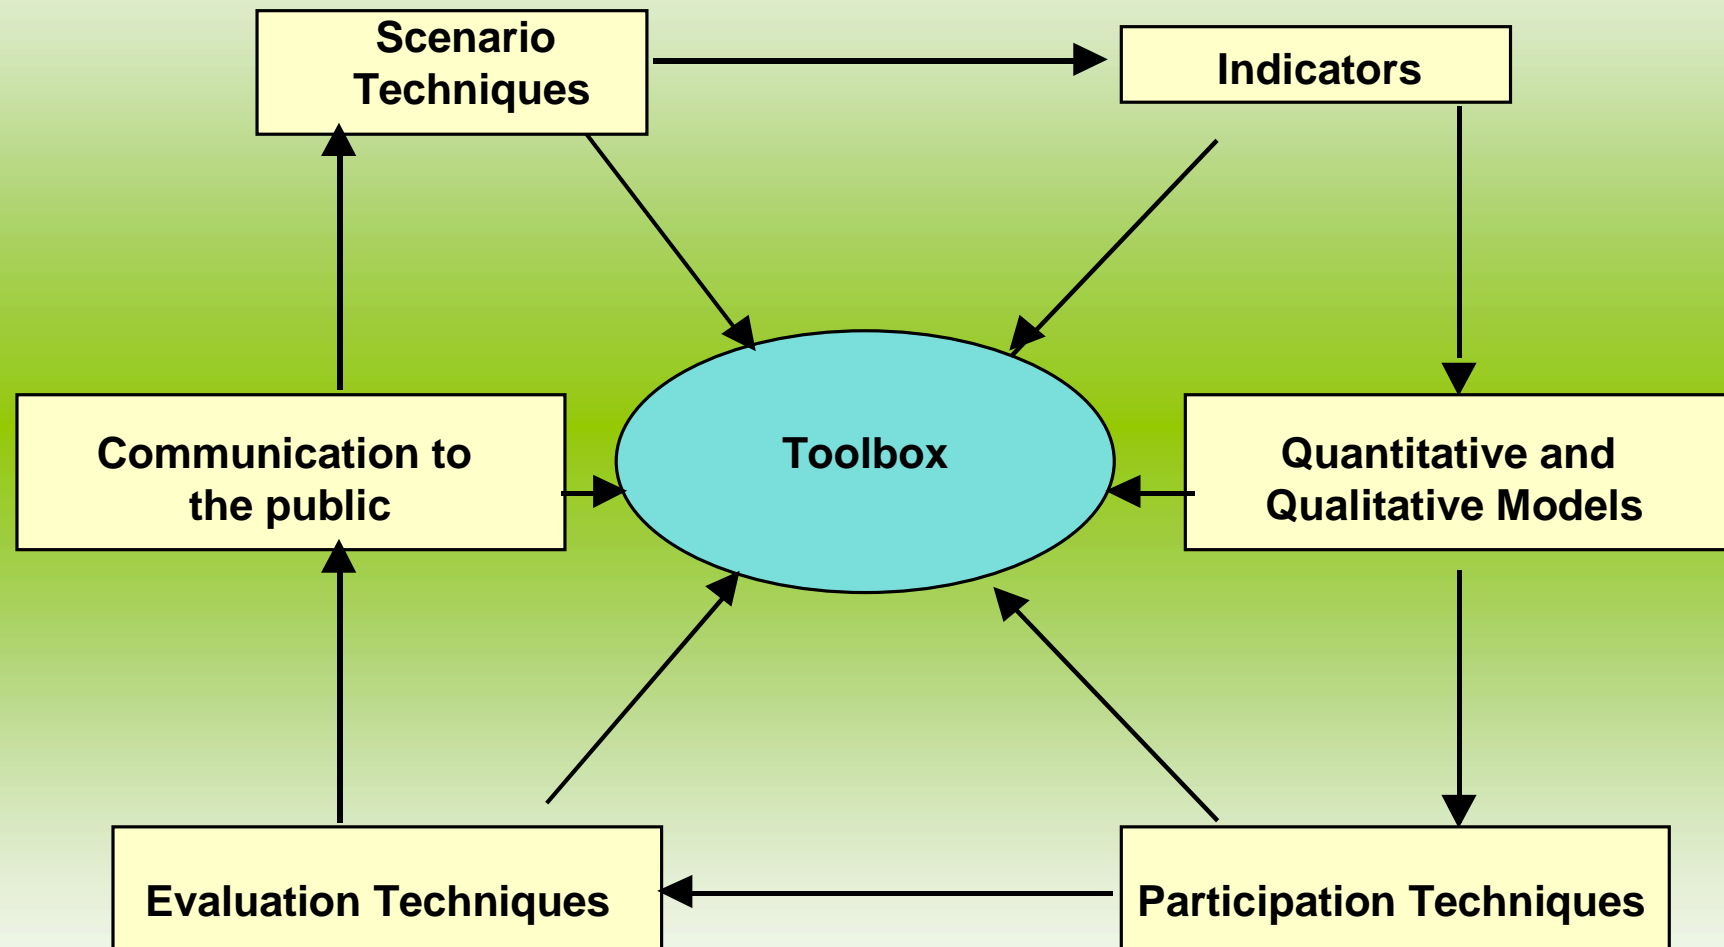 Scenario
Techniques
Indicators
Communication to
the public
Toolbox
Quantitative and
Qualitative Models
Evaluation Techniques
Participation Techniques